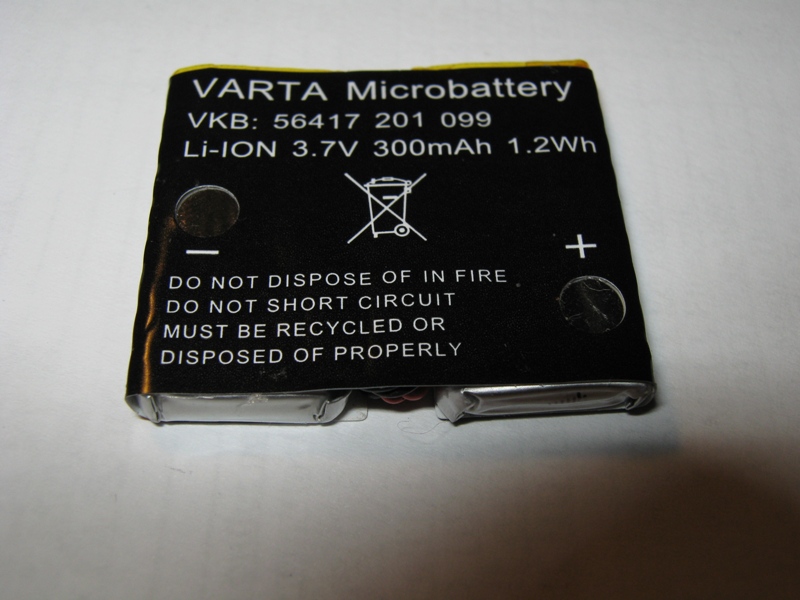 VARTA Microbattery
VKB: 56417 201 099
Li-ION 3.7V 300mAh 1.2Wh
−
+
DO NOT DISPOSE OF IN FIRE
DO NOT SHORT CIRCUIT
MUST BE RECYCLED OR
DISPOSED OF PROPERLY